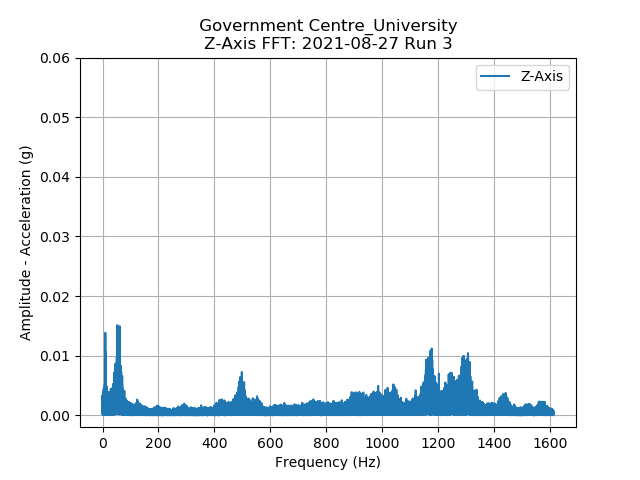 Government Centre_University
Z-Axis FFT: 2021-08-27 Run 3
Z-Axis
0.06
0.05
0.04
0.03
0.02
0.01
0.00
Amplitude - Acceleration (g)
0 200 400 600 800 1000 1200 1400 1600
Frequency (Hz)